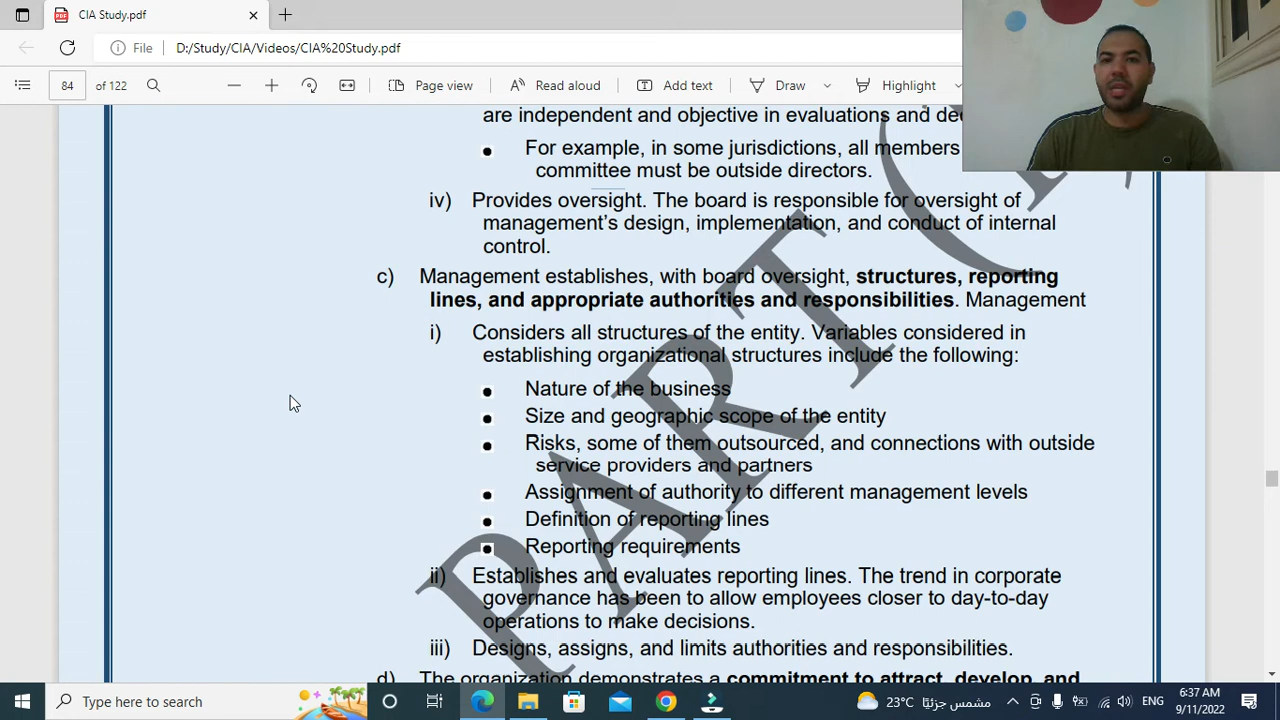 CIA Study.pdf
File
D:/Study/CIA/Videos/CIA%20Study.pdf
84 of 122
Page view
Read aloud
Add text
Draw
Highlight
are independent and objective in evaluations and
For example, in some jurisdictions, all members
committee must be outside directors.
iv) Provides oversight. The board is responsible for oversight of
management's design, implementation, and conduct of internal
control.
c) Management establishes, with board oversight, structures, reporting
lines, and appropriate authorities and responsibilities. Management
i) Considers all structures of the entity. Variables considered in
establishing organizational structures include the following:
● Nature of the business
● Size and geographic scope of the entity
● Risks, some of them outsourced, and connections with outside
service providers and partners
● Assignment of authority to different management levels
● Definition of reporting lines
● Reporting requirements
ii) Establishes and evaluates reporting lines. The trend in corporate
governance has been to allow employees closer to day-to-day
operations to make decisions.
iii) Designs, assigns, and limits authorities and responsibilities.
d) The organization demonstrates a commitment to attract, develop, and
PART (
Type here to search
23°C مشمس جزئيًا
ENG
6:37 AM
9/11/2022